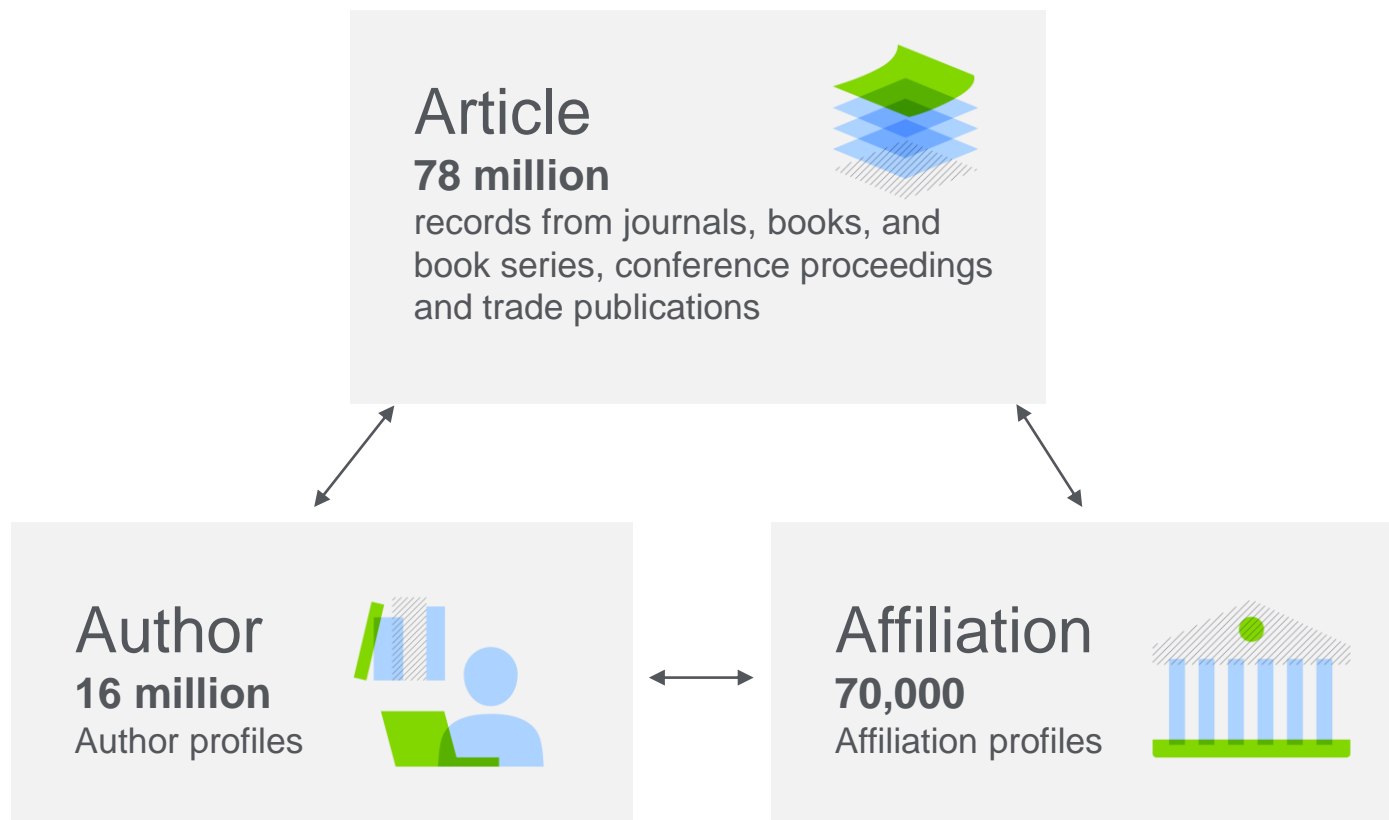 Article
78 million
records from journals, books, and
book series, conference proceedings
and trade publications
Author
16 million
Author profiles
Affiliation
70,000
Affiliation profiles